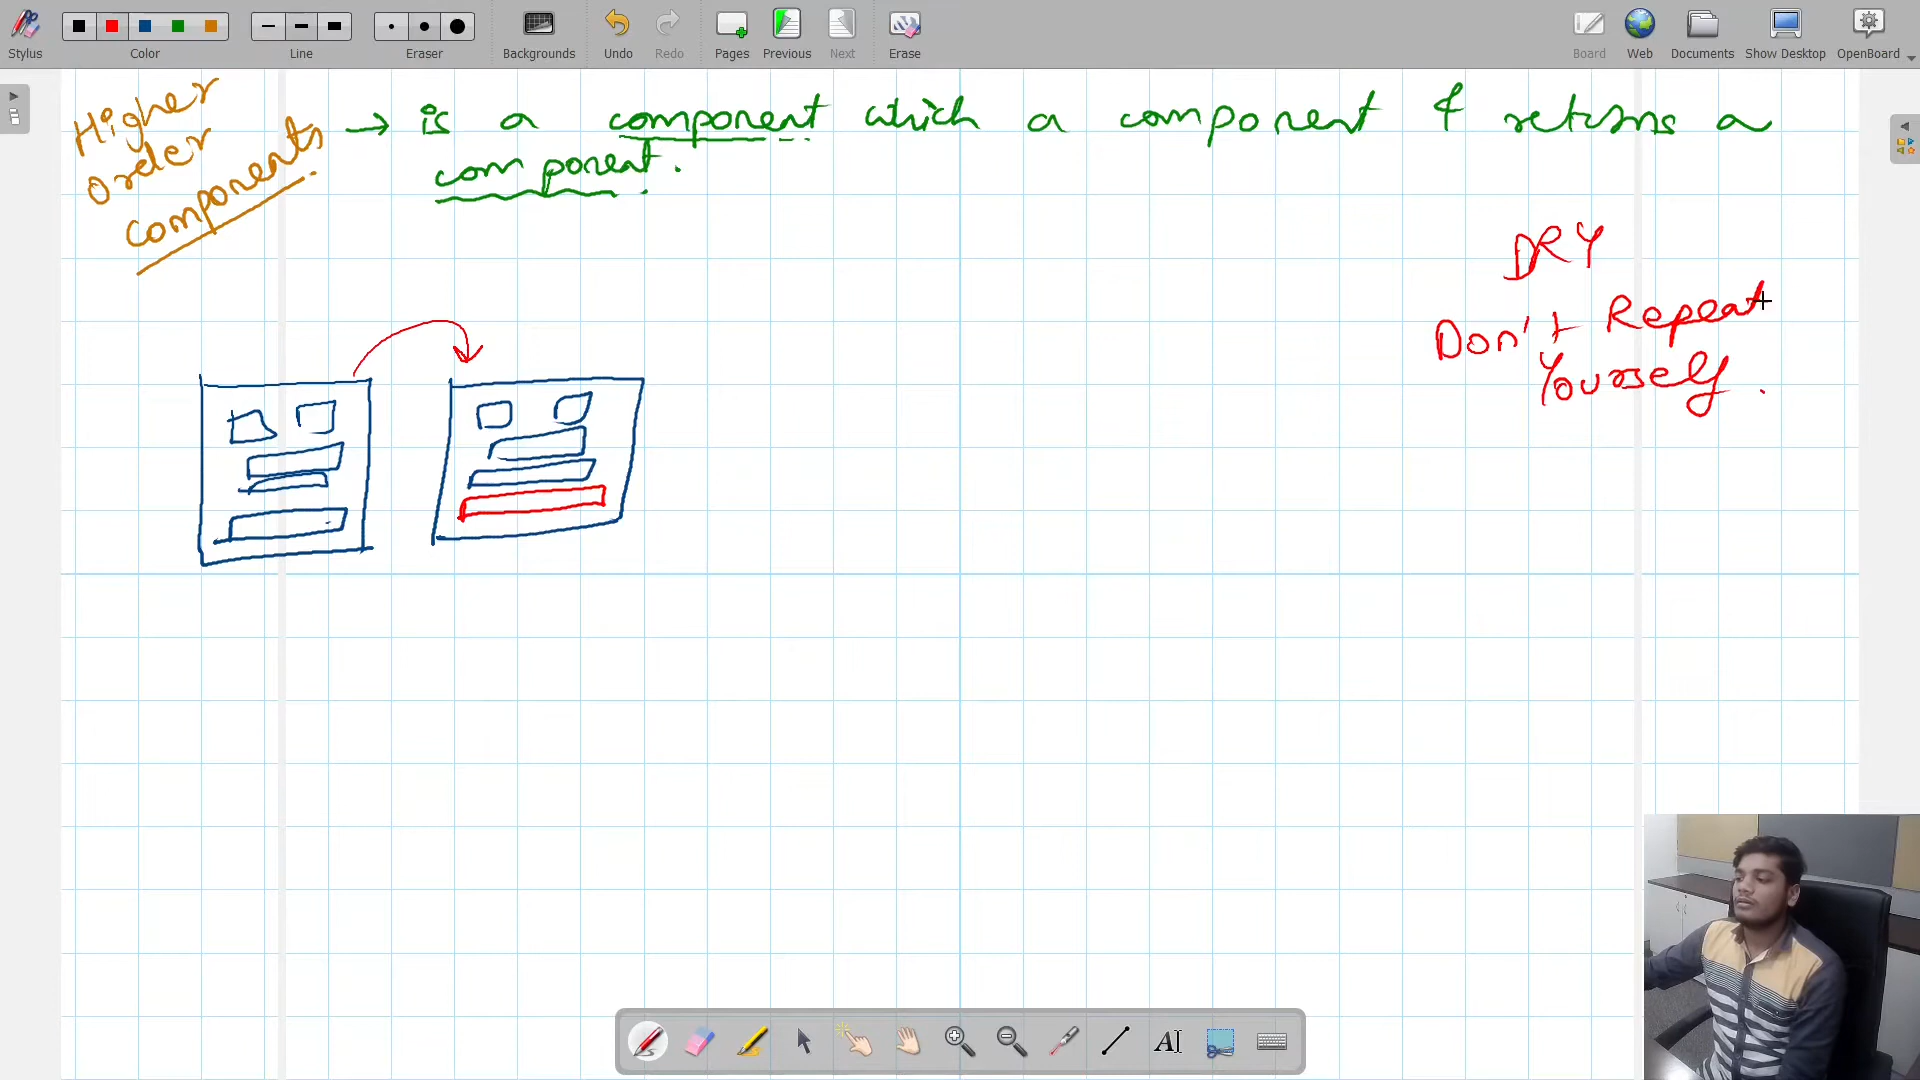 Stylus
Color
Line
Eraser
Backgrounds
Undo
Redo
Pages
Previous
Next
Erase
Board
Web
Documents
Show Desktop
OpenBoard
Higher
Order
Components
→ is a component which a component & returns a
component.
DRY
Don't Repeat
Yourself.